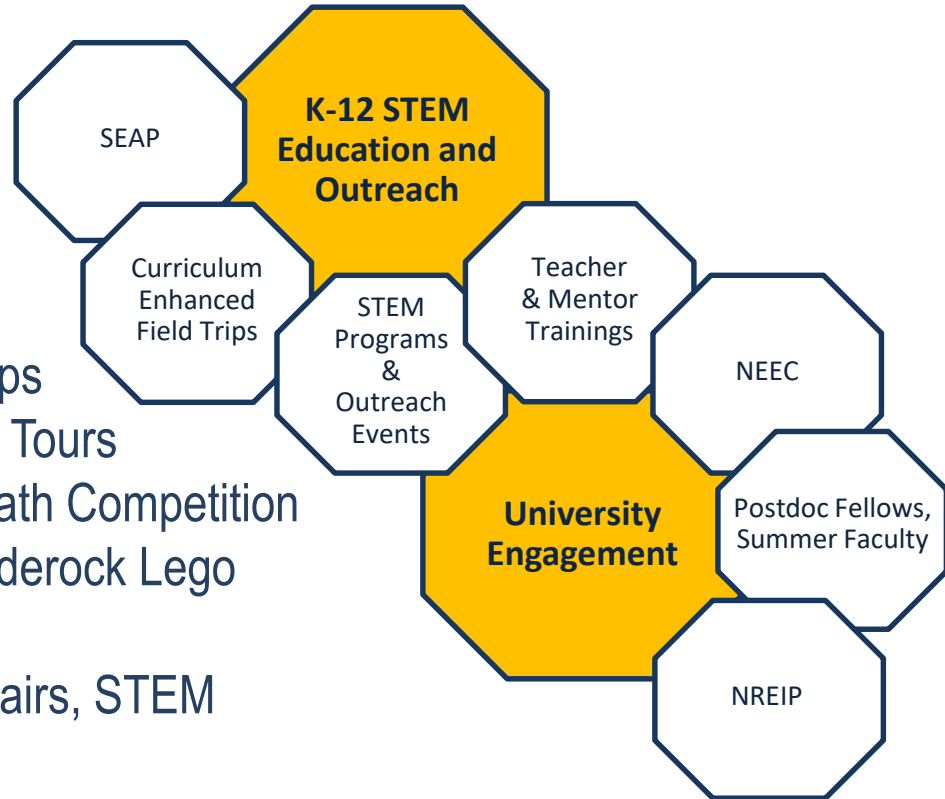 K-12 STEM
Education and
Outreach
SEAP
Curriculum
Enhanced
Field Trips
STEM
Programs
&
Outreach
Events
Teacher
& Mentor
Trainings
NEEC
University
Engagement
Postdoc Fellows,
Summer Faculty
NREIP
ps
Tours
ath Competition
derock Lego
airs, STEM